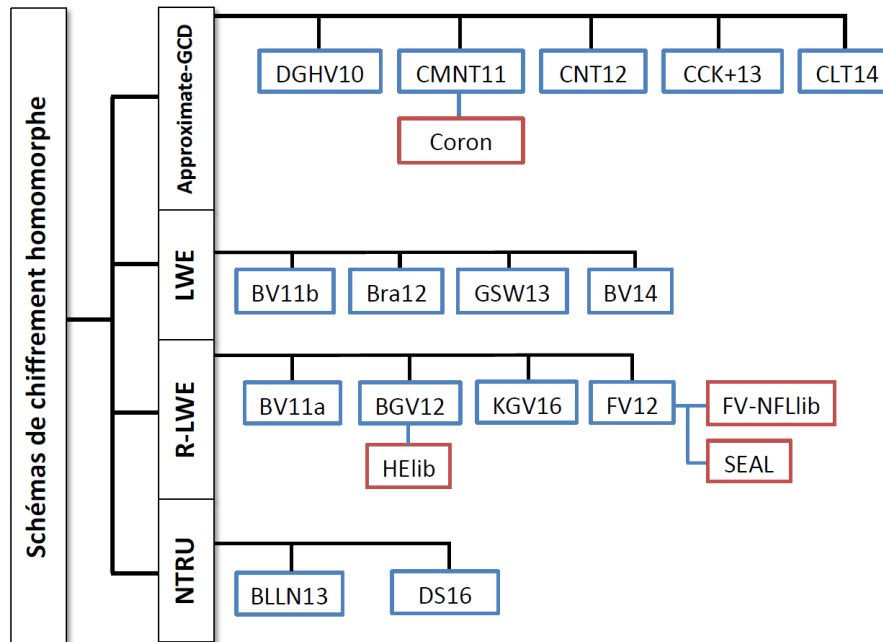 Schémas de chiffrement homomorphe
Approximate-GCD
DGHV10
CMNT11
CNT12
CCK+13
CLT14
Coron
LWE
BV11b
Bra12
GSW13
BV14
R-LWE
BV11a
BGV12
KGV16
FV12
FV-NFLlib
HElib
SEAL
NTRU
BLLN13
DS16